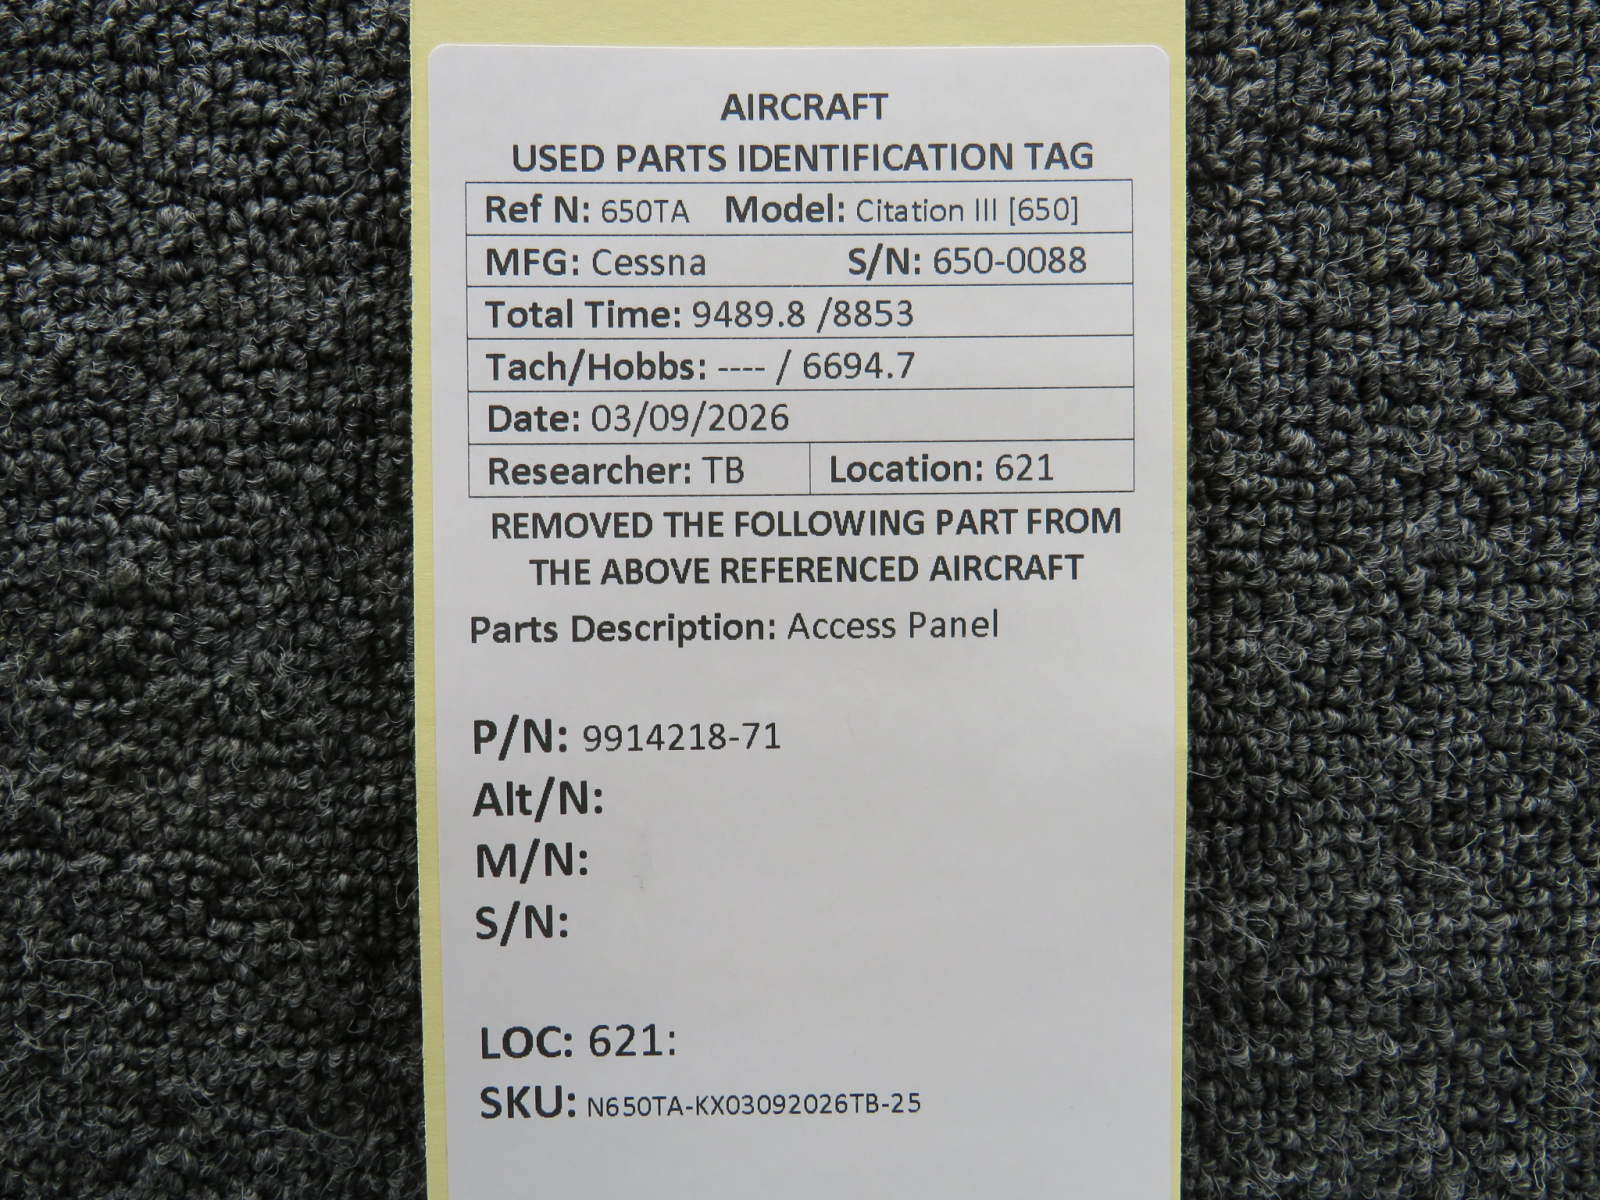 AIRCRAFT
USED PARTS IDENTIFICATION TAG
Ref N: 650TA Model: Citation III [650]
MFG: Cessna S/N: 650-0088
Total Time: 9489.8 /8853
Tach/Hobbs: ---- / 6694.7
Date: 03/09/2026
Researcher: TB Location: 621
REMOVED THE FOLLOWING PART FROM
THE ABOVE REFERENCED AIRCRAFT
Parts Description: Access Panel
P/N: 9914218-71
Alt/N:
M/N:
S/N:
LOC: 621:
SKU: N650TA-KX03092026TB-25